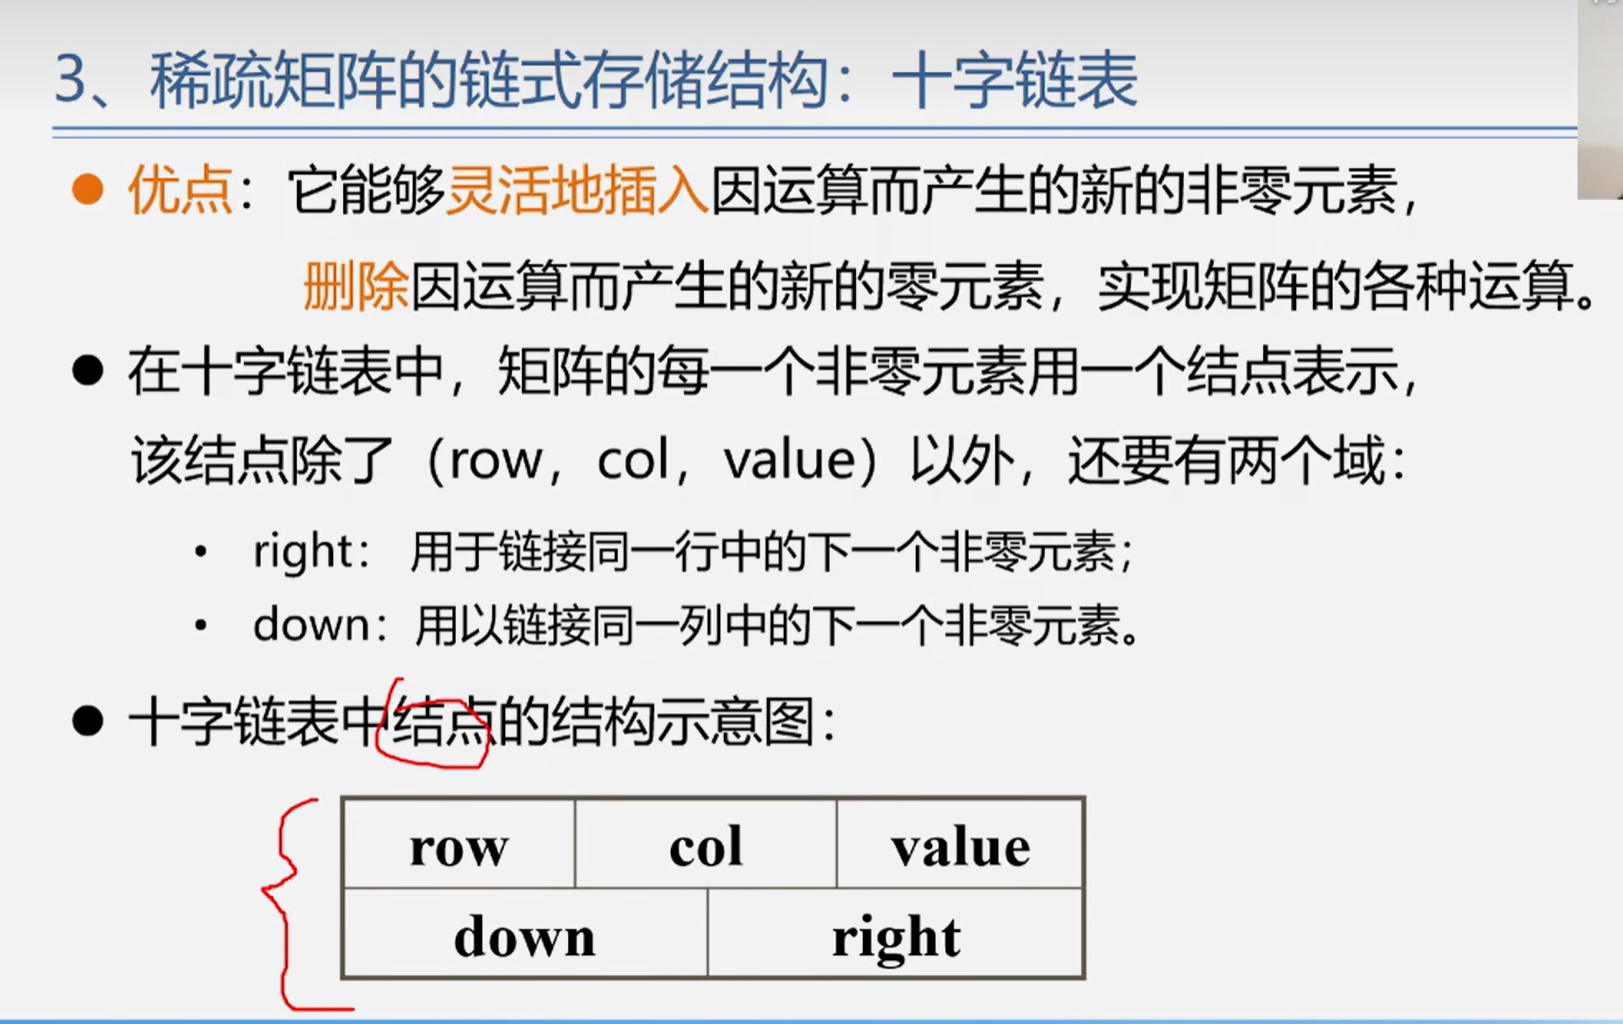 3、稀疏矩阵的链式存储结构：十字链表
优点：它能够灵活地插入因运算而产生的新的非零元素，
删除因运算而产生的新的零元素，实现矩阵的各种运算。
在十字链表中，矩阵的每一个非零元素用一个结点表示，
该结点除了（row，col，value）以外，还要有两个域：
• right： 用于链接同一行中的下一个非零元素；
• down：用以链接同一列中的下一个非零元素。
十字链表中结点的结构示意图：
row col value
down right